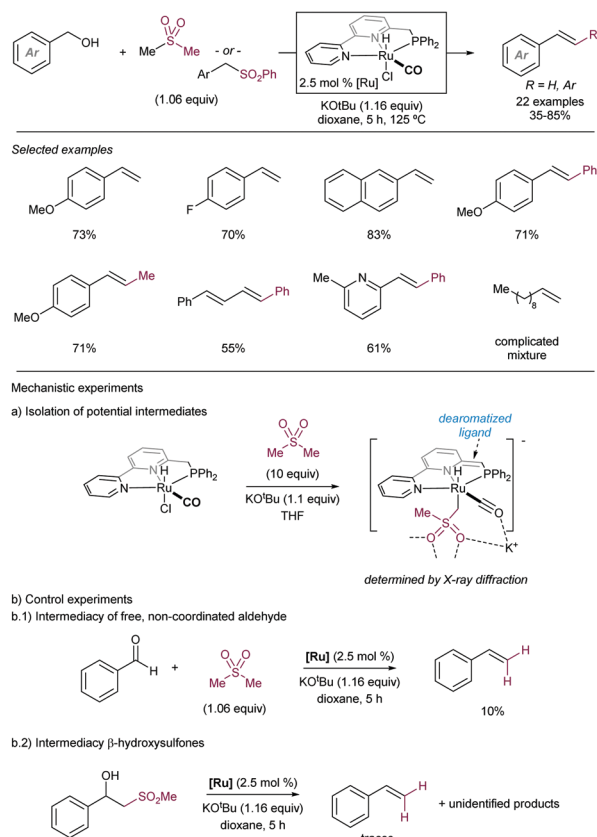 OH
Ar
+
O O
S
Me Me
- or -
Ar SO2Ph
(1.06 equiv)
H
N N PPh2
Ru
Cl CO
2.5 mol % [Ru]
KOtBu (1.16 equiv)
dioxane, 5 h, 125 ºC
R
Ar
R = H, Ar
22 examples
35-85%
Selected examples
MeO
73%
F
70%
83%
MeO Ph
71%
MeO Me
71%
Ph Ph
55%
Me N Ph
61%
Me
8
complicated
mixture
Mechanistic experiments
a) Isolation of potential intermediates
H
N N PPh2
Ru
Cl CO
O O
S
Me Me
(10 equiv)
KOtBu (1.1 equiv)
THF
dearomatized
ligand
-
H
N N PPh2
Ru
C
O
Me S
O O
K+
determined by X-ray diffraction
b) Control experiments
b.1) Intermediacy of free, non-coordinated aldehyde
O
H
+
O O
S
Me Me
(1.06 equiv)
[Ru] (2.5 mol %)
KOtBu (1.16 equiv)
dioxane, 5 h
H
H
10%
b.2) Intermediacy β-hydroxysulfones
OH
SO2Me
[Ru] (2.5 mol %)
KOtBu (1.16 equiv)
dioxane, 5 h
H
H
+ unidentified products